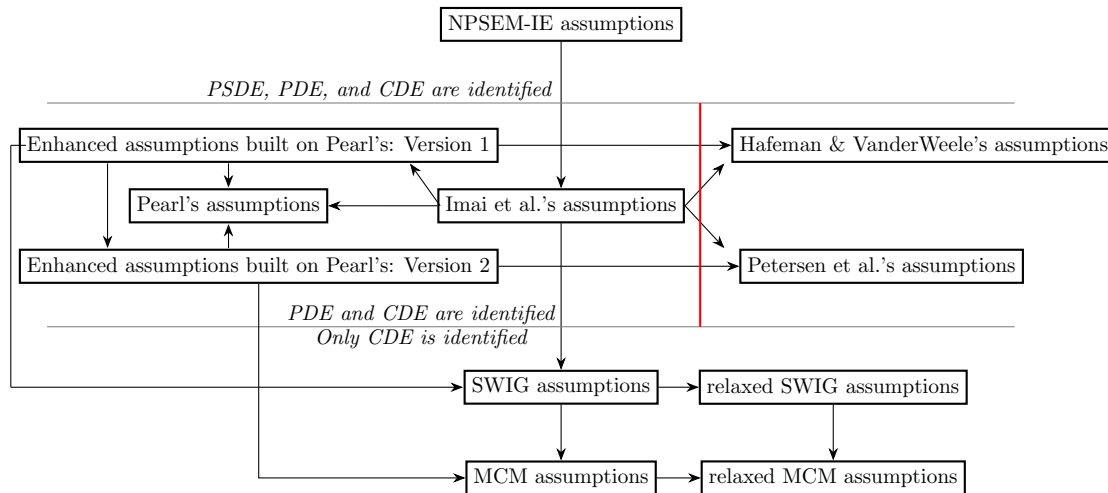 NPSEM-IE assumptions
PSDE, PDE, and CDE are identified
Enhanced assumptions built on Pearl's: Version 1
Hafeman & VanderWeele's assumptions
Pearl's assumptions
Imai et al.'s assumptions
Enhanced assumptions built on Pearl's: Version 2
Petersen et al.'s assumptions
PDE and CDE are identified
Only CDE is identified
SWIG assumptions
relaxed SWIG assumptions
MCM assumptions
relaxed MCM assumptions